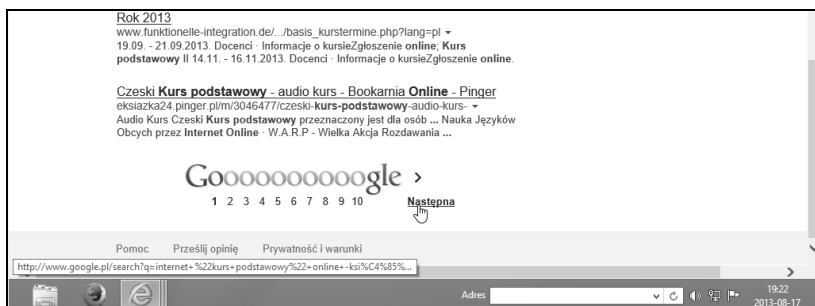 Rok 2013
www.funktionelle-integration.de/.../basis_kurstermine.php?lang=pl
19.09. - 21.09.2013. Docenci · Informacje o kursieZgłoszenie online; Kurs
podstawowy II 14.11. - 16.11.2013. Docenci · Informacje o kursieZgłoszenie online.
Czeski Kurs podstawowy - audio kurs - Bookarnia Online - Pinger
eksiazka24.pinger.pl/m/3046477/czeski-kurs-podstawowy-audio-kurs-
Audio Kurs Czeski Kurs podstawowy przeznaczony jest dla osób ... Nauka Języków
Obcych przez Internet Online · W.A.R.P - Wielka Akcja Rozdawania ...
Goooooooooogle >
1 2 3 4 5 6 7 8 9 10 Następna
Pomoc Prześlij opinię Prywatność i warunki
http://www.google.pl/search?q=internet+%22kurs+podstawowy%22+online+-ksi%C4%85%...
Adres 19:22
2013-08-17